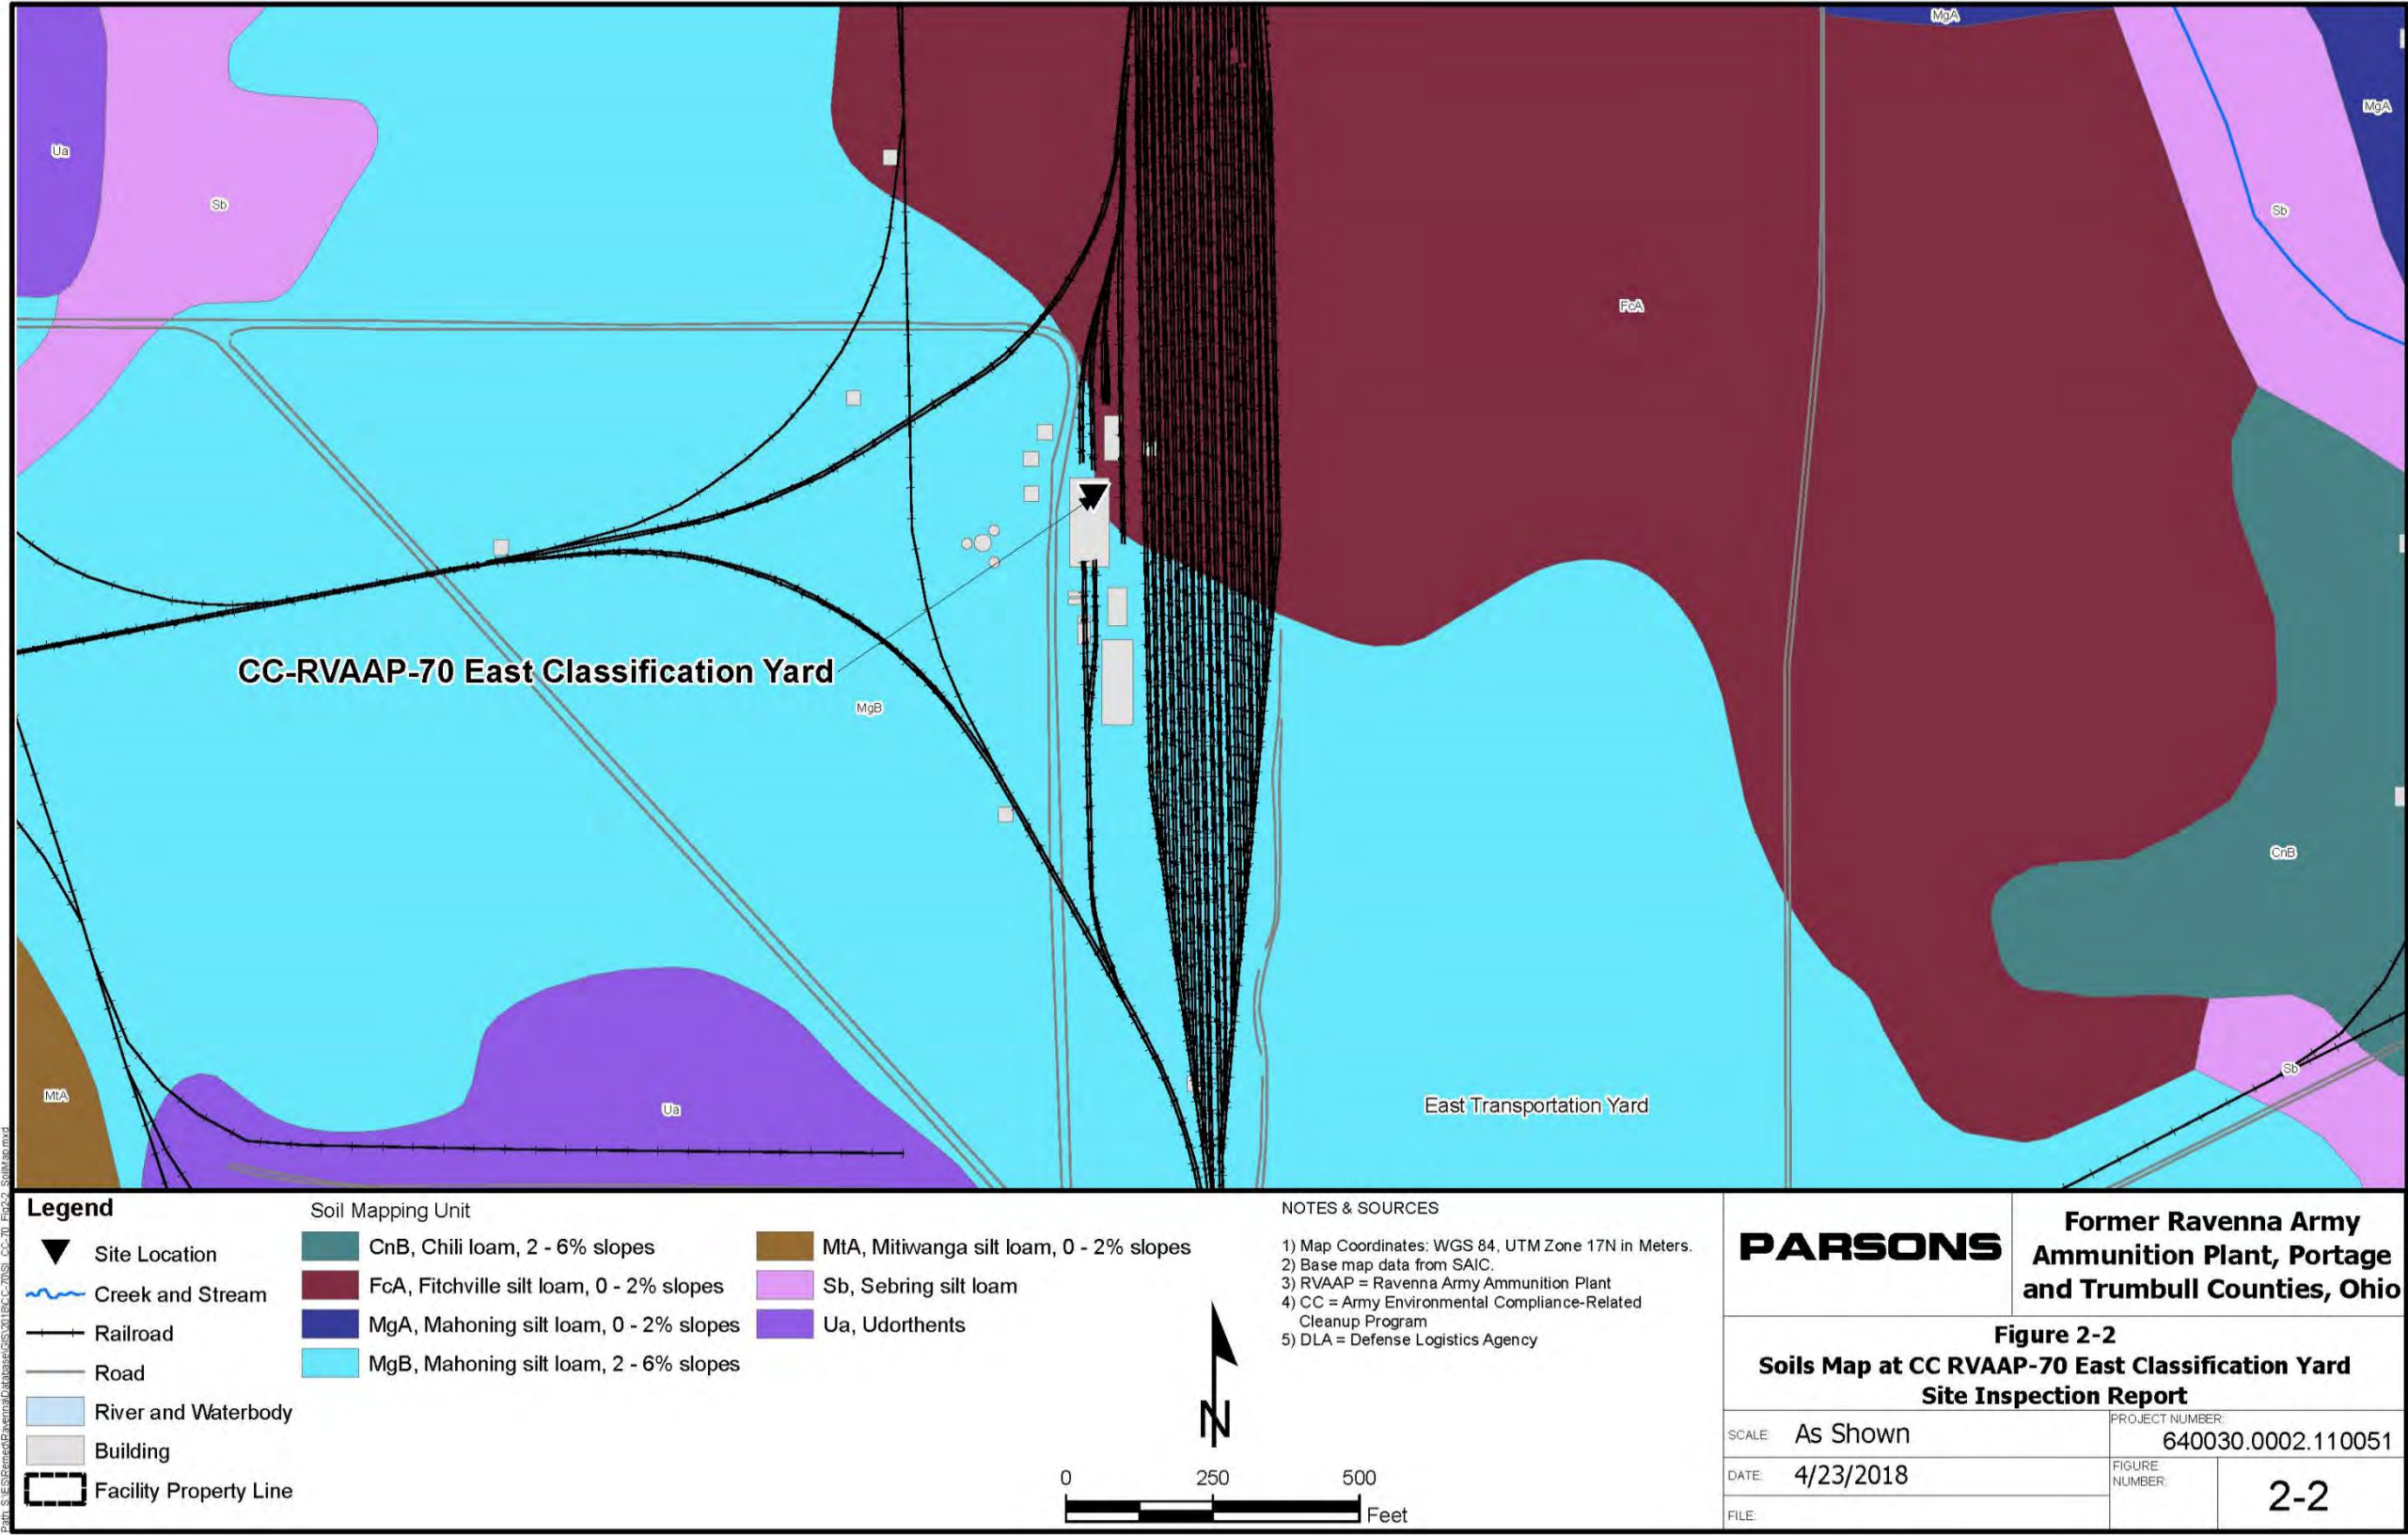 MgA
MgA
Ua
Sb
Sb
FcA
CC-RVAAP-70 East Classification Yard
MgB
CnB
Sb
MtA
Ua
East Transportation Yard
Legend
Site Location
Creek and Stream
Railroad
Road
River and Waterbody
Building
Facility Property Line
Soil Mapping Unit
CnB, Chili loam, 2 - 6% slopes
FcA, Fitchville silt loam, 0 - 2% slopes
MgA, Mahoning silt loam, 0 - 2% slopes
MgB, Mahoning silt loam, 2 - 6% slopes
MtA, Mitiwanga silt loam, 0 - 2% slopes
Sb, Sebring silt loam
Ua, Udorthents
NOTES & SOURCES
1) Map Coordinates: WGS 84, UTM Zone 17N in Meters.
2) Base map data from SAIC.
3) RVAAP = Ravenna Army Ammunition Plant
4) CC = Army Environmental Compliance-Related
Cleanup Program
5) DLA = Defense Logistics Agency
N
0 250 500
Feet
PARSONS
Former Ravenna Army
Ammunition Plant, Portage
and Trumbull Counties, Ohio
Figure 2-2
Soils Map at CC RVAAP-70 East Classification Yard
Site Inspection Report
SCALE: As Shown
PROJECT NUMBER:
640030.0002.110051
DATE: 4/23/2018
FIGURE
NUMBER:
2-2
FILE: